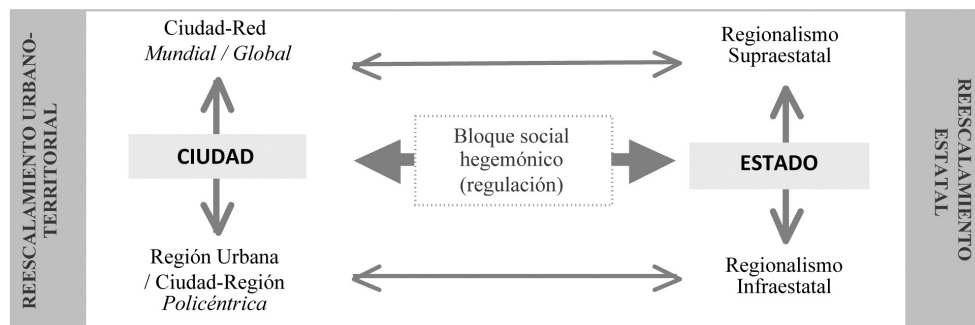 REESCALAMIENTO URBANO-
TERRITORIAL
Ciudad-Red
Mundial / Global
CIUDAD
Región Urbana
/ Ciudad-Región
Policéntrica
Bloque social
hegemónico
(regulación)
Regionalismo
Supraestatal
ESTADO
Regionalismo
Infraestatal
REESCALAMIENTO
ESTATAL